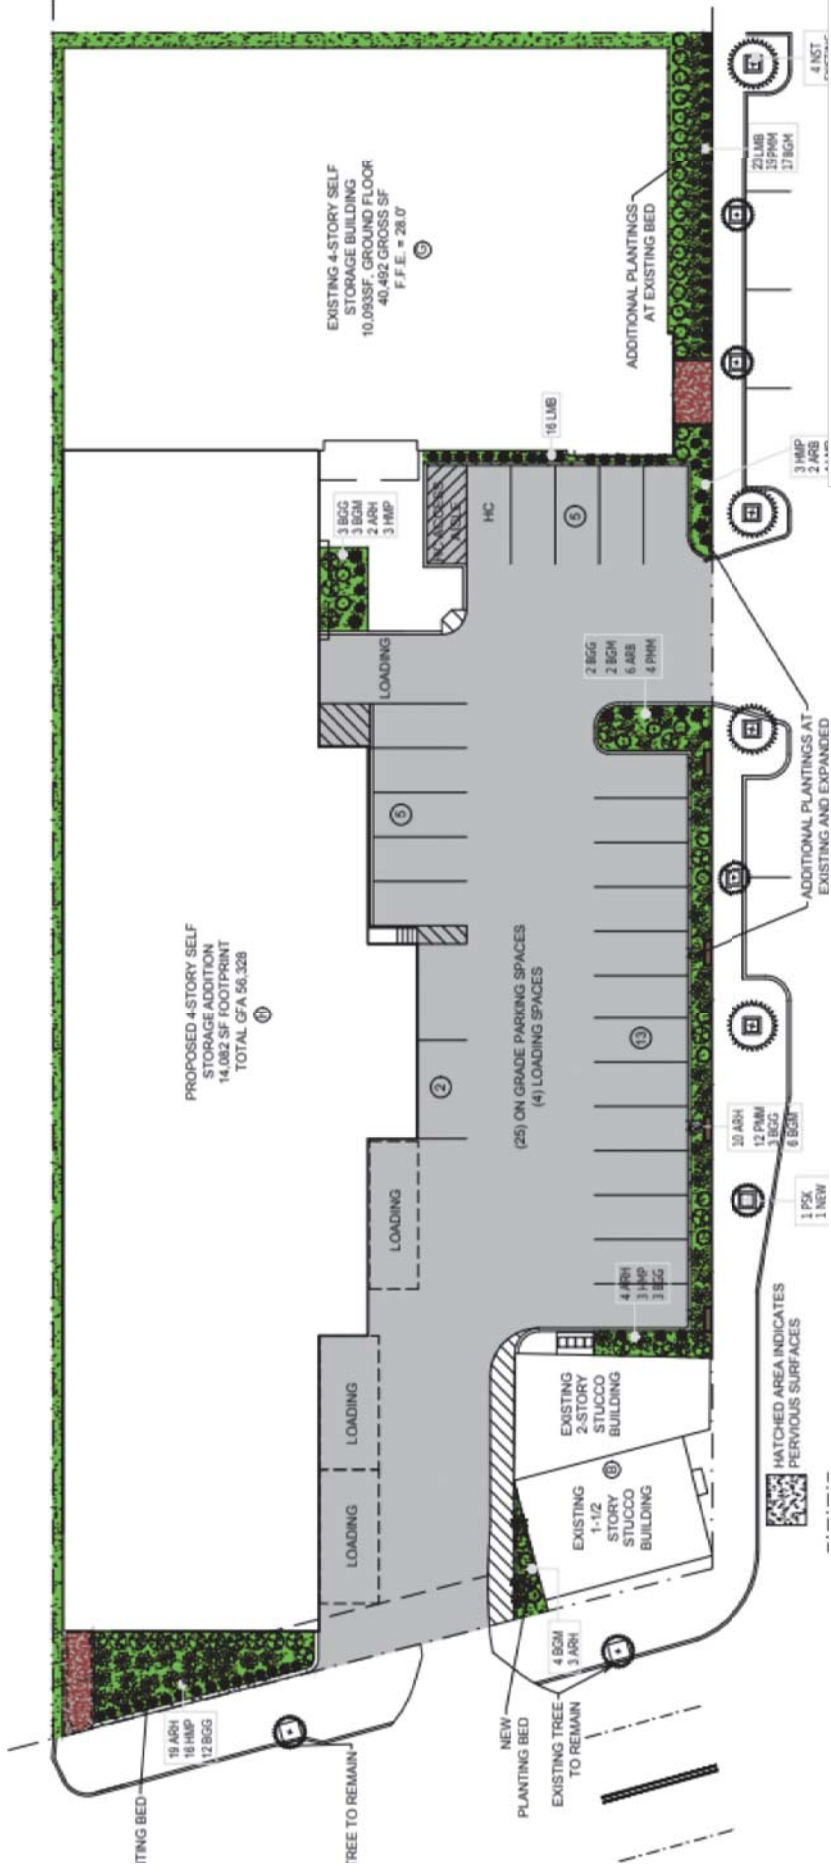 4 NST
EXISTING 4-STORY SELF
STORAGE BUILDING
10,093SF. GROUND FLOOR
40,492 GROSS SF
F.F.E. = 28.0'
G
23 LMB
19 PMM
17 BGM
ADDITIONAL PLANTINGS
AT EXISTING BED
16 LMB
3 HMP
2 ARB
3 BGG
3 BGM
2 ARH
3 HMP
HC ACCESS
AISLE
HC
5
LOADING
2 BGG
2 BGM
6 ARB
4 PMM
5
ADDITIONAL PLANTINGS AT
EXISTING AND EXPANDED
PROPOSED 4-STORY SELF
STORAGE ADDITION
14,082 SF FOOTPRINT
TOTAL GFA 56,328
H
(25) ON GRADE PARKING SPACES
(4) LOADING SPACES
13
2
10 ARH
12 PMM
3 BGG
6 BGM
1 PSK
1 NEW
LOADING
4 ARH
3 HMP
3 BGG
HATCHED AREA INDICATES
PERVIOUS SURFACES
LOADING
LOADING
EXISTING
2-STORY
STUCCO
BUILDING
B
EXISTING
1-1/2
STORY
STUCCO
BUILDING
4 BGM
3 ARH
NEW
PLANTING BED
EXISTING TREE
TO REMAIN
19 ARH
16 HMP
12 BGG
TING BED
TREE TO REMAIN